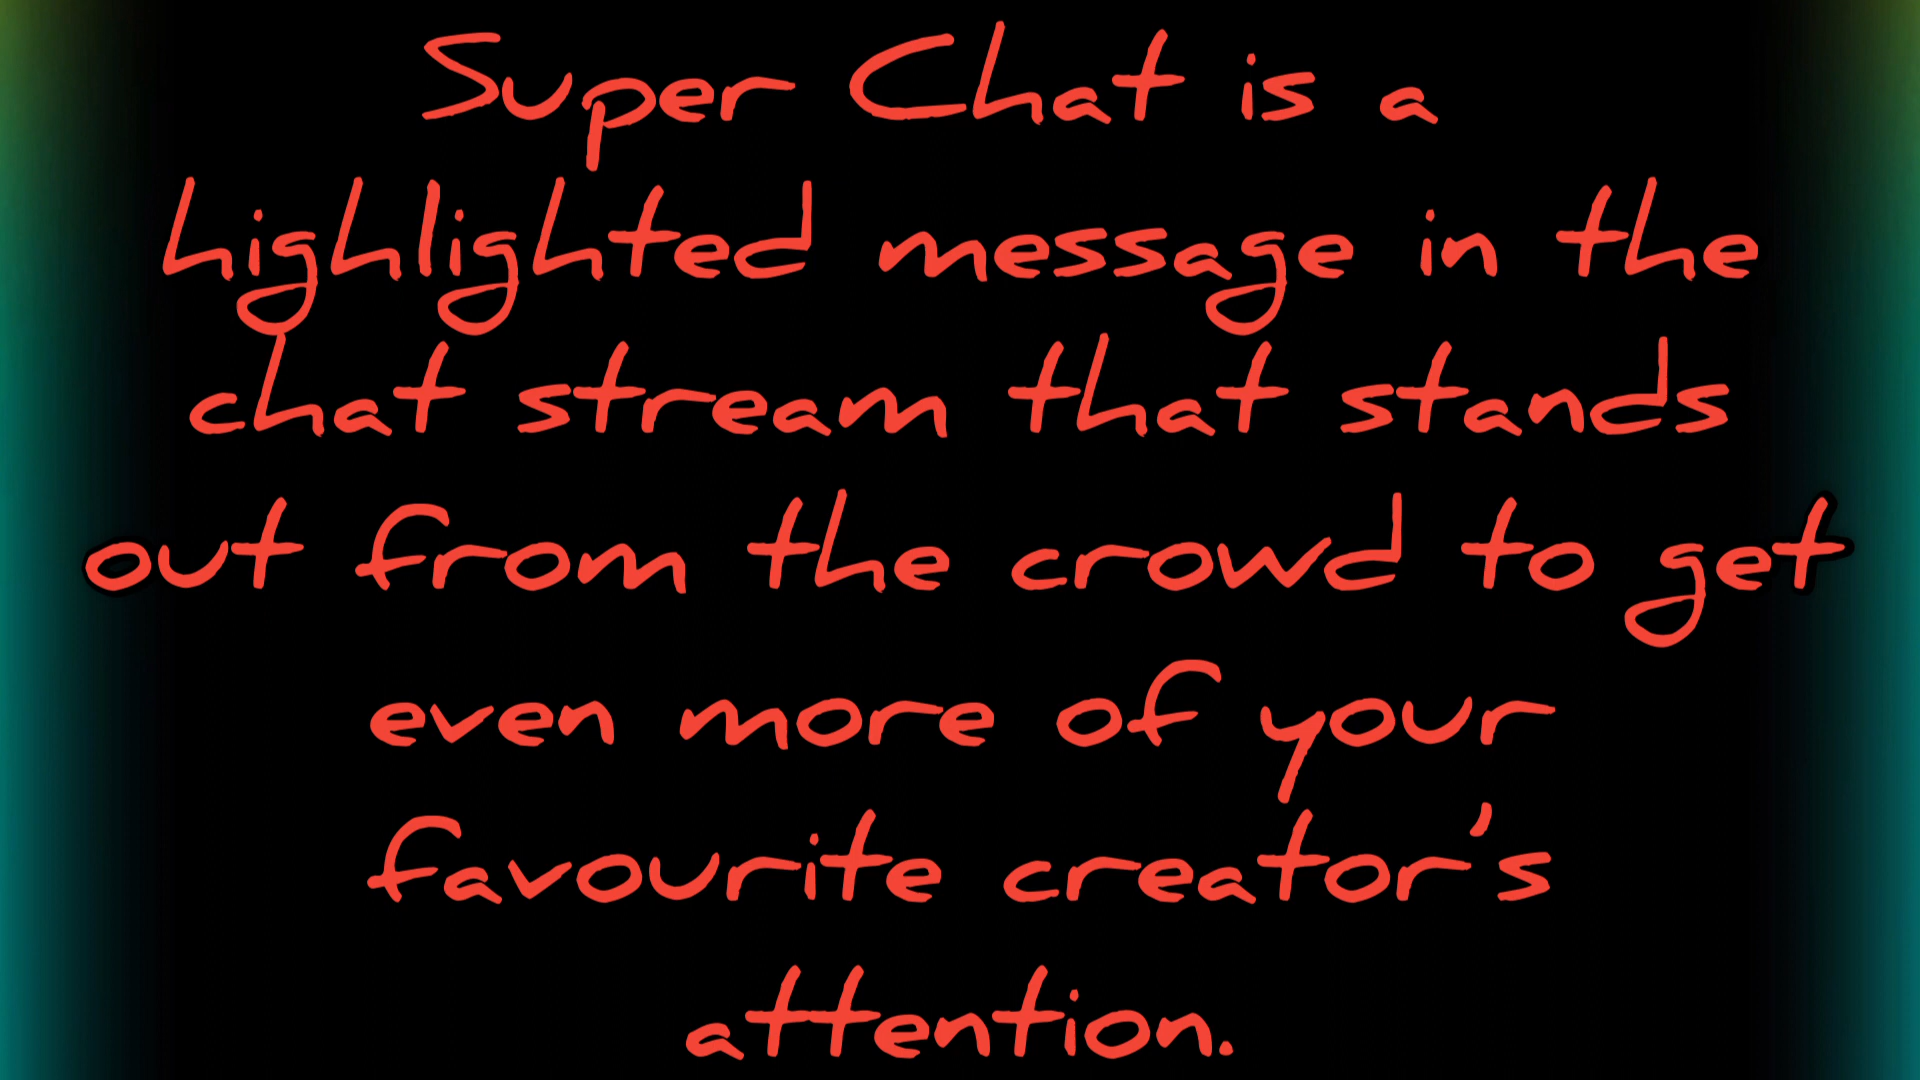 Super Chat is a
highlighted message in the
chat stream that stands
out from the crowd to get
even more of your
favourite creator's
attention.